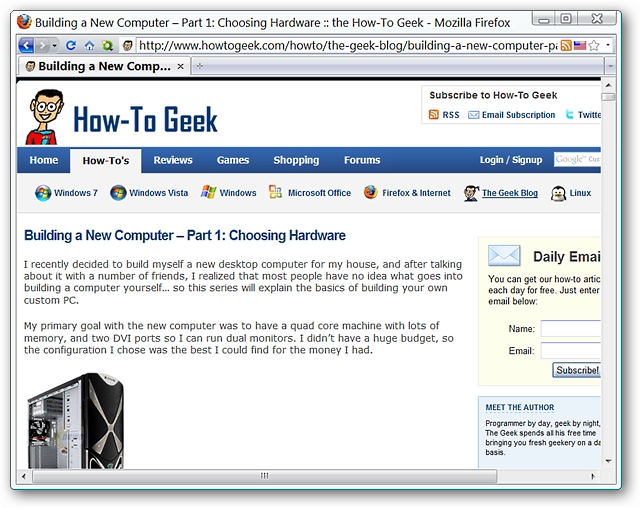 Building a New Computer – Part 1: Choosing Hardware :: the How-To Geek - Mozilla Firefox
http://www.howtogeek.com/howto/the-geek-blog/building-a-new-computer-pa
Building a New Comp...
How-To Geek
Subscribe to How-To Geek
RSS Email Subscription Twitte
Home How-To's Reviews Games Shopping Forums Login / Signup Google™ Cus
Windows 7 Windows Vista Windows Microsoft Office Firefox & Internet The Geek Blog Linux
Building a New Computer – Part 1: Choosing Hardware
I recently decided to build myself a new desktop computer for my house, and after talking
about it with a number of friends, I realized that most people have no idea what goes into
building a computer yourself... so this series will explain the basics of building your own
custom PC.
My primary goal with the new computer was to have a quad core machine with lots of
memory, and two DVI ports so I can run dual monitors. I didn't have a huge budget, so
the configuration I chose was the best I could find for the money I had.
Daily Emai
You can get our how-to artic
each day for free. Just enter
email below:
Name:
Email:
Subscribe!
MEET THE AUTHOR
Programmer by day, geek by night,
The Geek spends all his free time
bringing you fresh geekery on a da
basis.